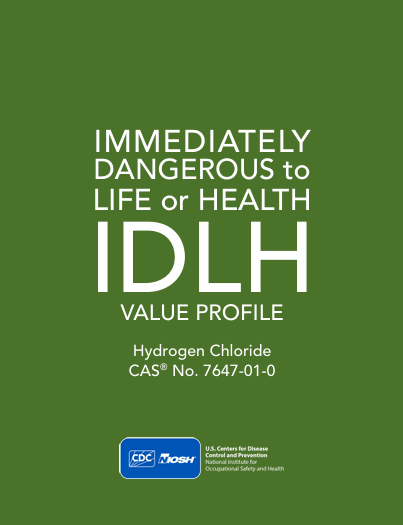 IMMEDIATELY
DANGEROUS to
LIFE or HEALTH
IDLH
VALUE PROFILE
Hydrogen Chloride
CAS® No. 7647-01-0
CDC NIOSH
U.S. Centers for Disease
Control and Prevention
National Institute for
Occupational Safety and Health